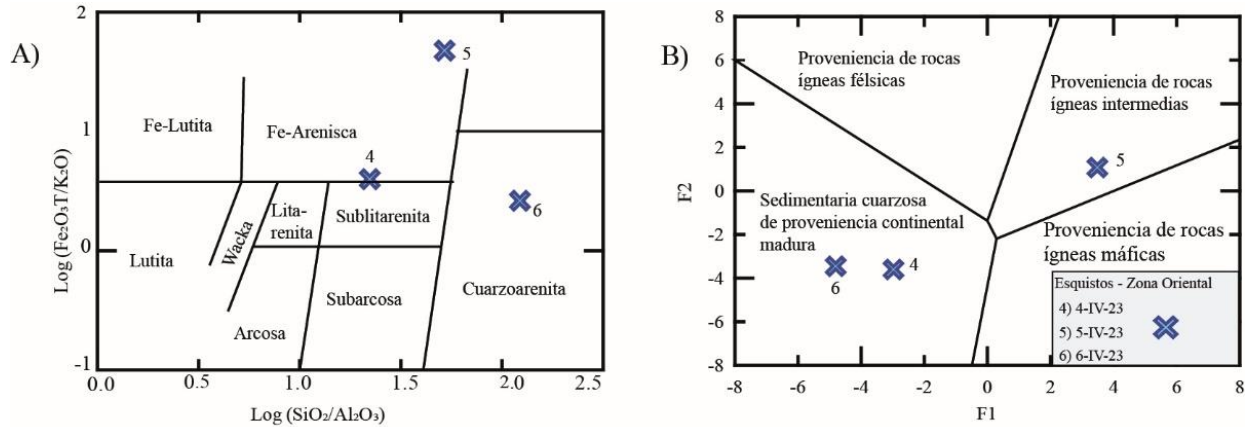 A)
Log (Fe₂O₃T/K₂O)
2
1
0
-1
5
Fe-Lutita
Fe-Arenisca
4
6
Lita-
renita
Sublitarenita
Wacka
Lutita
Subarcosa
Cuarzoarenita
Arcosa
0.0 0.5 1.0 1.5 2.0 2.5
Log (SiO₂/Al₂O₃)
B)
F2
8
6
4
2
0
-2
-4
-6
-8
Proveniencia de rocas
ígneas félsicas
Proveniencia de rocas
ígneas intermedias
5
Sedimentaria cuarzosa
de proveniencia continental
madura
6
4
Proveniencia de rocas
ígneas máficas
Esquistos - Zona Oriental
4) 4-IV-23
5) 5-IV-23
6) 6-IV-23
-8 -6 -4 -2 0 2 4 6 8
F1